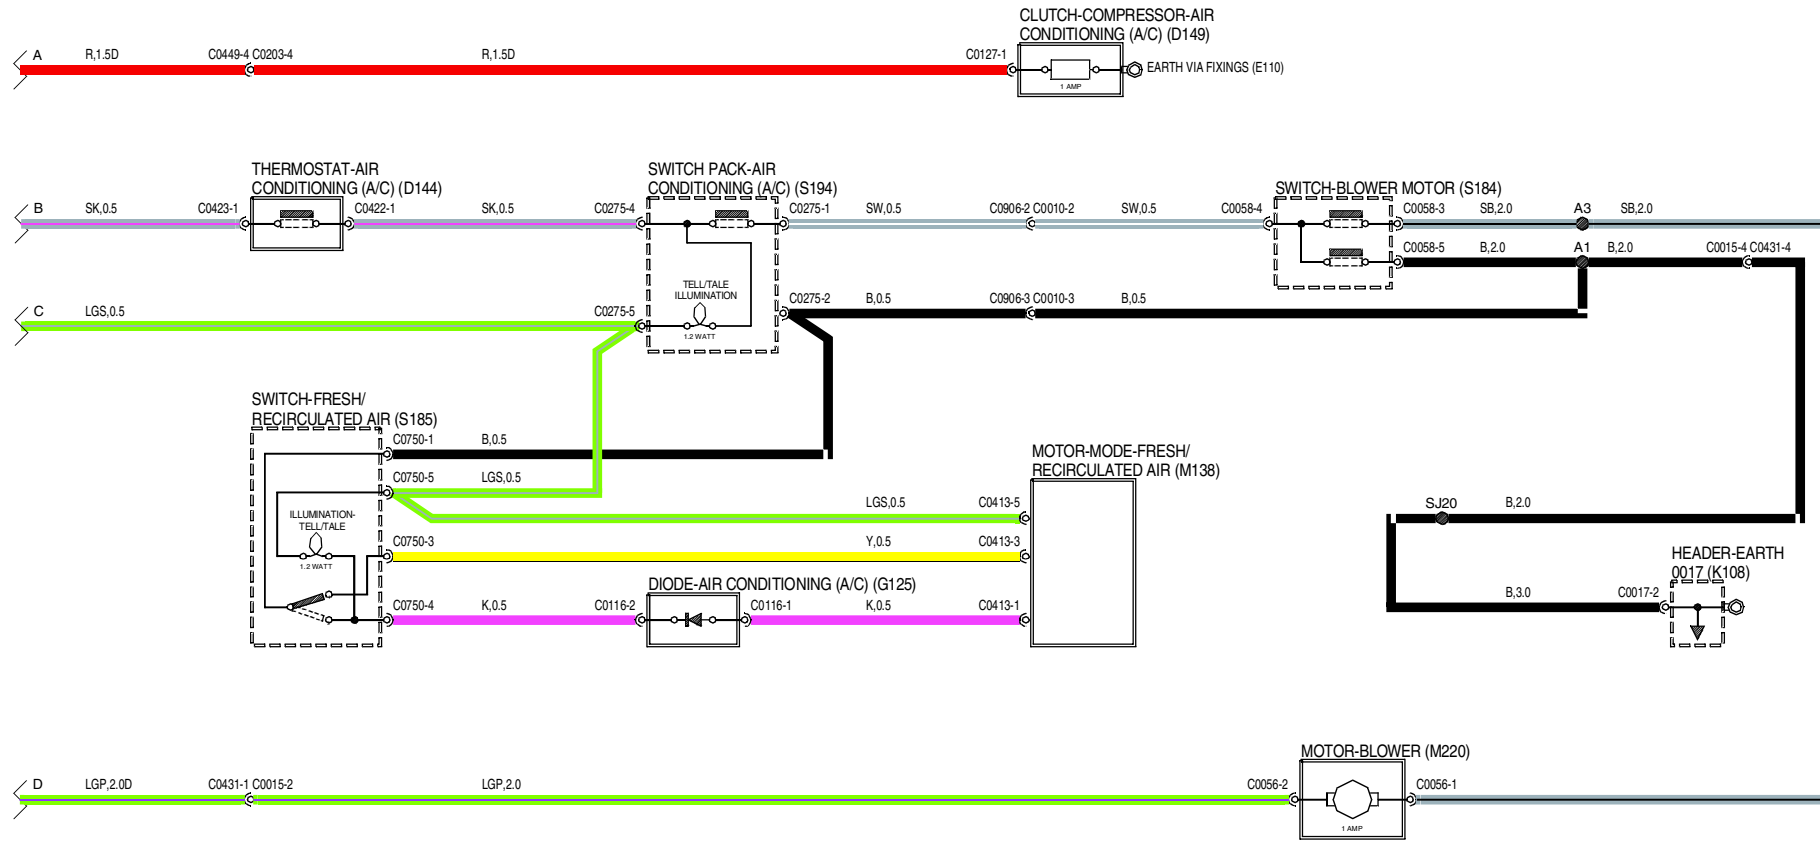 CLUTCH-COMPRESSOR-AIR
CONDITIONING (A/C) (D149)
A
R,1.5D
C0449-4 C0203-4
R,1.5D
C0127-1
EARTH VIA FIXINGS (E110)
1 AMP
THERMOSTAT-AIR
CONDITIONING (A/C) (D144)
SWITCH PACK-AIR
CONDITIONING (A/C) (S194)
SWITCH-BLOWER MOTOR (S184)
B
SK,0.5
C0423-1
C0422-1
SK,0.5
C0275-4
C0275-1
SW,0.5
C0906-2 C0010-2
SW,0.5
C0058-4
C0058-3
SB,2.0
A3
SB,2.0
C0058-5
B,2.0
A1
B,2.0
C0015-4 C0431-4
TELL/TALE
ILLUMINATION
1.2 WATT
C
LGS,0.5
C0275-5
C0275-2
B,0.5
C0906-3 C0010-3
B,0.5
SWITCH-FRESH/
RECIRCULATED AIR (S185)
C0750-1
B,0.5
C0750-5
LGS,0.5
ILLUMINATION-
TELL/TALE
1.2 WATT
MOTOR-MODE-FRESH/
RECIRCULATED AIR (M138)
LGS,0.5
C0413-5
C0750-3
Y,0.5
C0413-3
DIODE-AIR CONDITIONING (A/C) (G125)
C0750-4
K,0.5
C0116-2
C0116-1
K,0.5
C0413-1
SJ20
B,2.0
HEADER-EARTH
0017 (K108)
B,3.0
C0017-2
MOTOR-BLOWER (M220)
D
LGP,2.0D
C0431-1 C0015-2
LGP,2.0
C0056-2
C0056-1
1 AMP